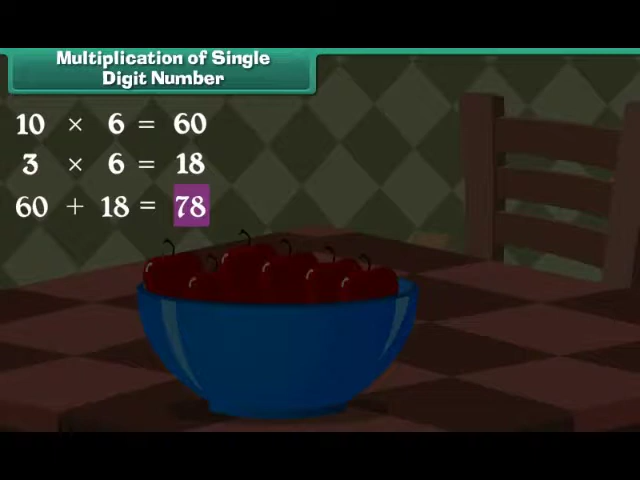 Multiplication of Single
Digit Number
10 × 6 = 60
3 × 6 = 18
60 + 18 = 78